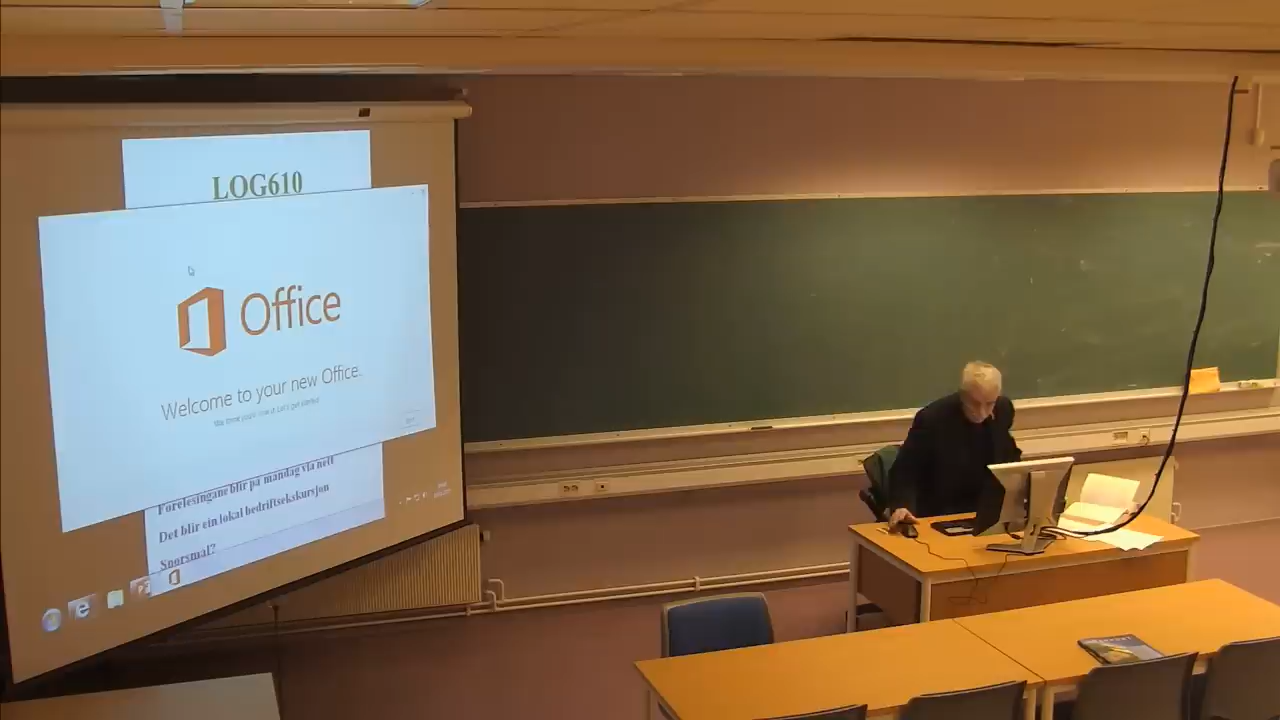 LOG610
Office
Welcome to your new Office.
Forelesingane blir på mandag via nett
Det blir ein lokal bedriftsekskursjon
Spørsmål?